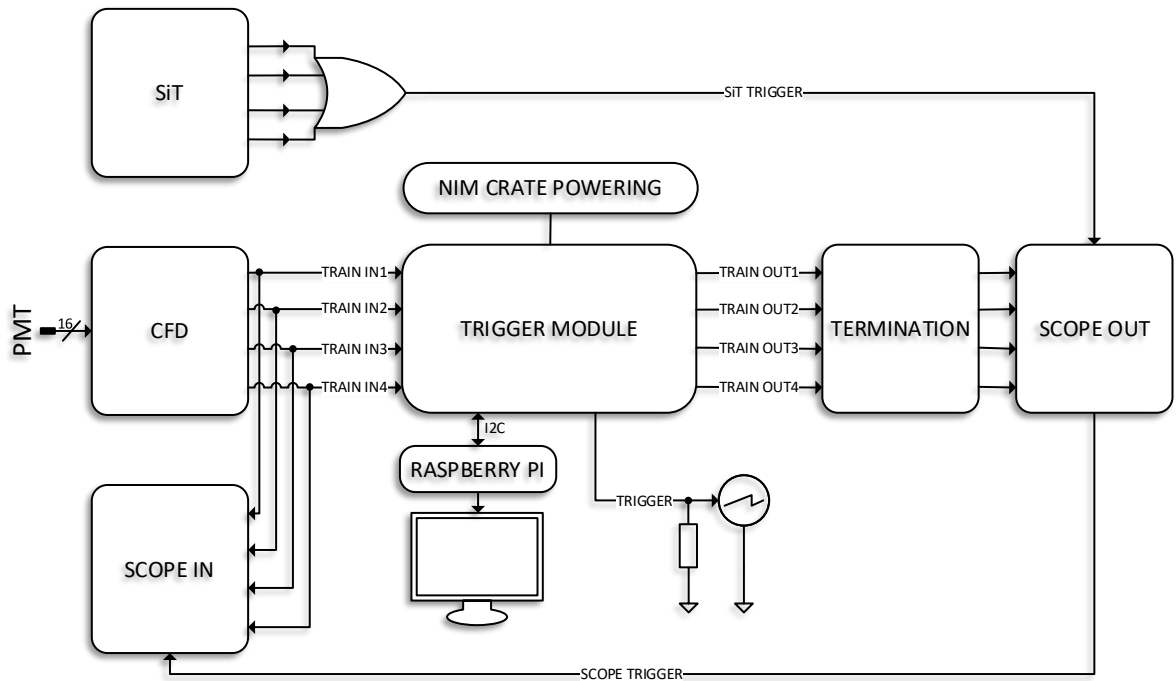 SiT
SiT TRIGGER
NIM CRATE POWERING
PMT
16
CFD
TRAIN IN1
TRAIN IN2
TRAIN IN3
TRAIN IN4
TRIGGER MODULE
TRAIN OUT1
TRAIN OUT2
TRAIN OUT3
TRAIN OUT4
TERMINATION
SCOPE OUT
I2C
RASPBERRY PI
TRIGGER
SCOPE IN
SCOPE TRIGGER